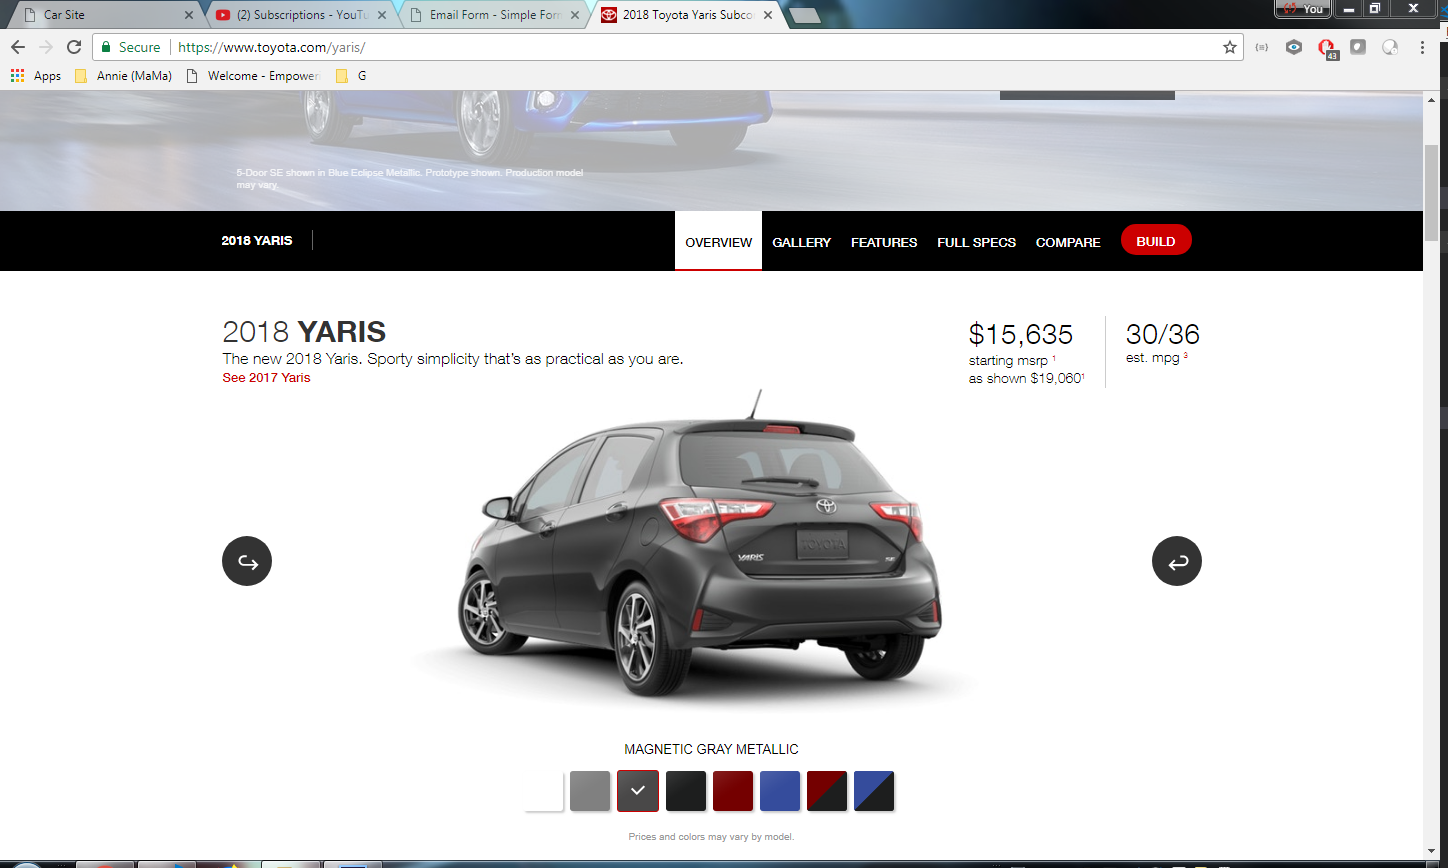 Car Site
(2) Subscriptions - YouTu
Email Form - Simple Form
2018 Toyota Yaris Subco
You
Secure
https://www.toyota.com/yaris/
43
Apps
Annie (MaMa)
Welcome - Empower
G
5-Door SE shown in Blue Eclipse Metallic. Prototype shown. Production model
may vary.
2018 YARIS
OVERVIEW
GALLERY
FEATURES
FULL SPECS
COMPARE
BUILD
2018 YARIS
The new 2018 Yaris. Sporty simplicity that's as practical as you are.
See 2017 Yaris
$15,635
starting msrp 1
as shown $19,0601
30/36
est. mpg 3
TOYOTA
YARIS
SE
MAGNETIC GRAY METALLIC
Prices and colors may vary by model.